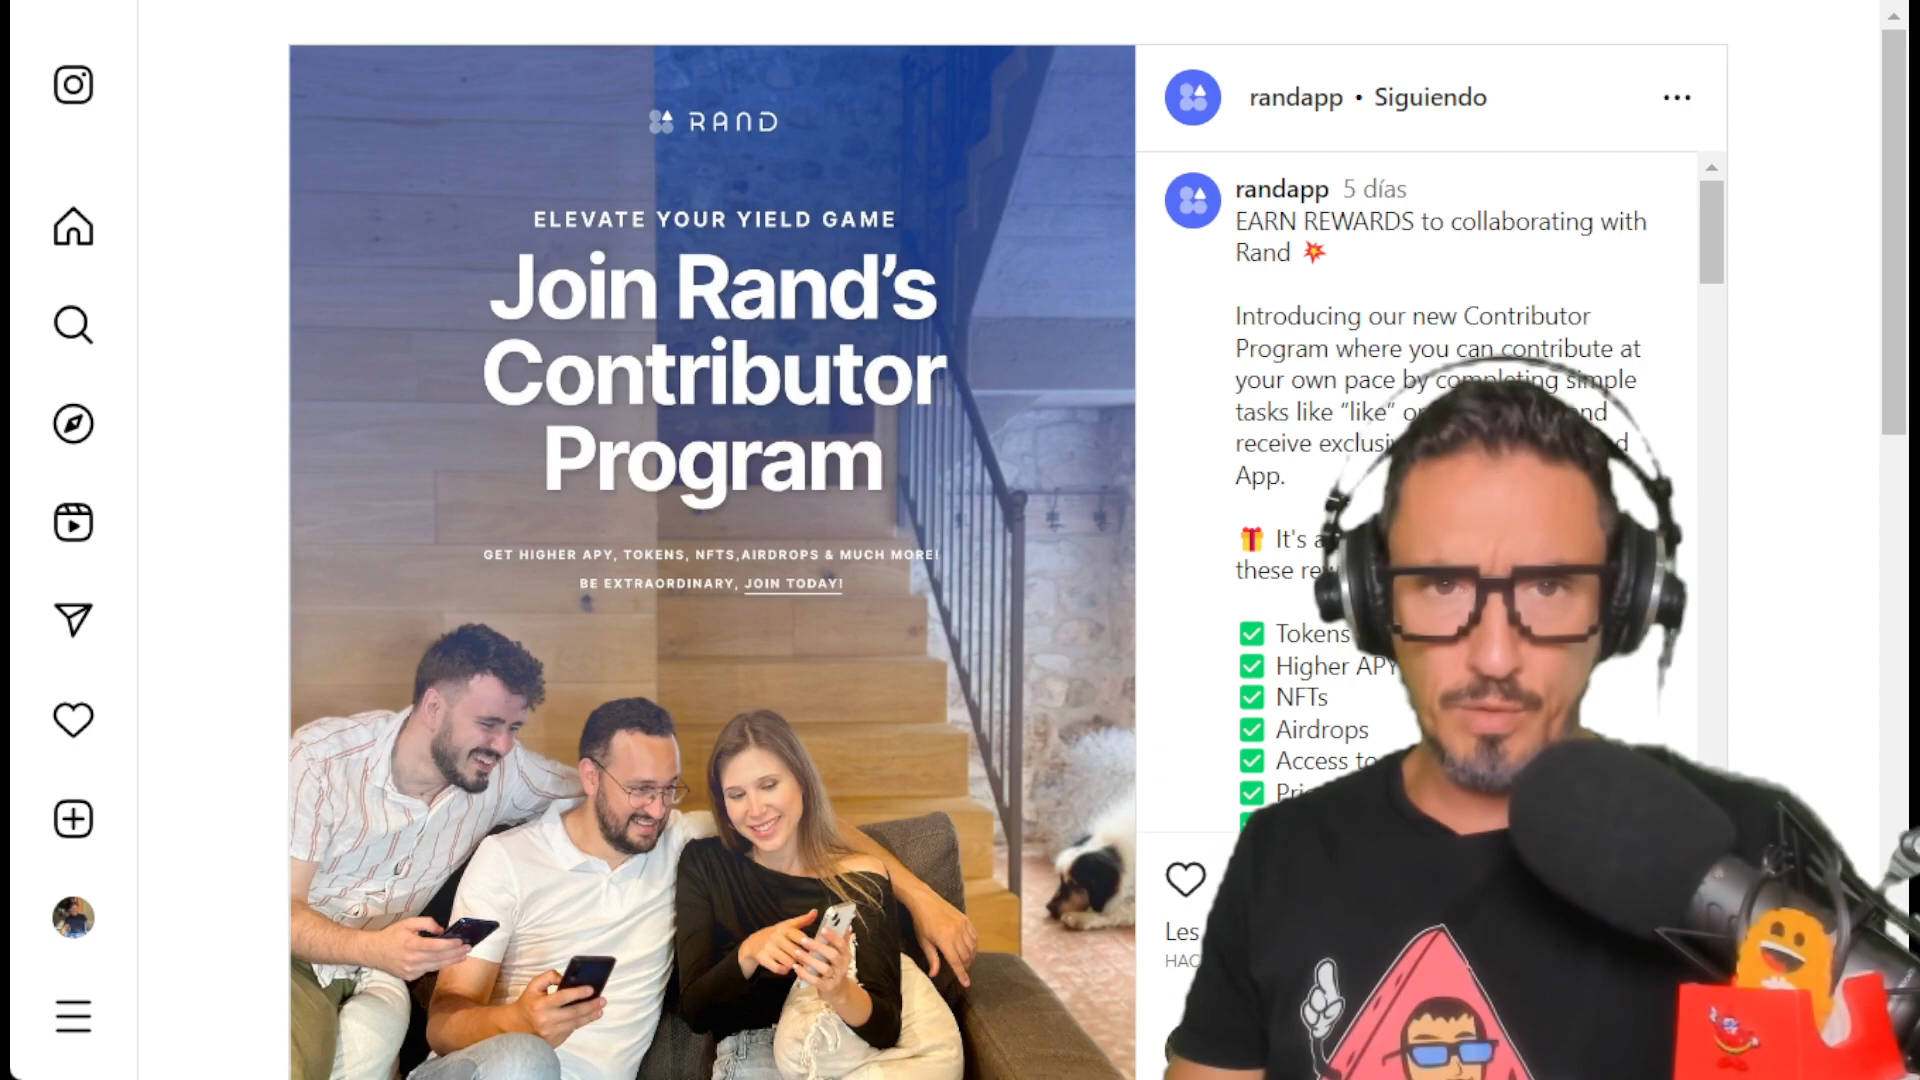 RAND
ELEVATE YOUR YIELD GAME
Join Rand’s
Contributor
Program
GET HIGHER APY, TOKENS, NFTS,AIRDROPS & MUCH MORE!
BE EXTRAORDINARY, JOIN TODAY!
randapp • Siguiendo
randapp 5 días
EARN REWARDS to collaborating with
Rand 💥
Introducing our new Contributor
Program where you can contribute at
your own pace by completing simple
tasks like “like”
receive
App.
🎁 It's
these
✅ Tokens
✅ Higher APY
✅ NFTs
✅ Airdrops
✅ Access to
✅
Les